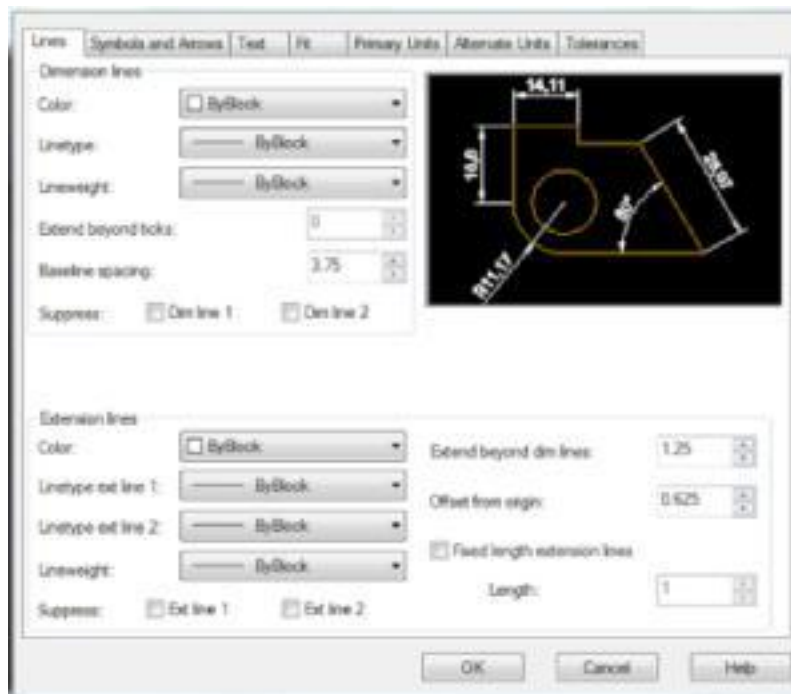 Lines Symbols and Arrows Text Fit Primary Units Alternate Units Tolerances
Dimension lines
Color: ByBlock
Linetype: ByBlock
Lineweight: ByBlock
Extend beyond ticks: 0
Baseline spacing: 3.75
Suppress: Dim line 1 Dim line 2
14,11
R11,17
Extension lines
Color: ByBlock
Linetype ext line 1: ByBlock
Linetype ext line 2: ByBlock
Lineweight: ByBlock
Suppress: Ext line 1 Ext line 2
Extend beyond dim lines: 1.25
Offset from origin: 0.625
Fixed length extension lines
Length: 1
OK Cancel Help